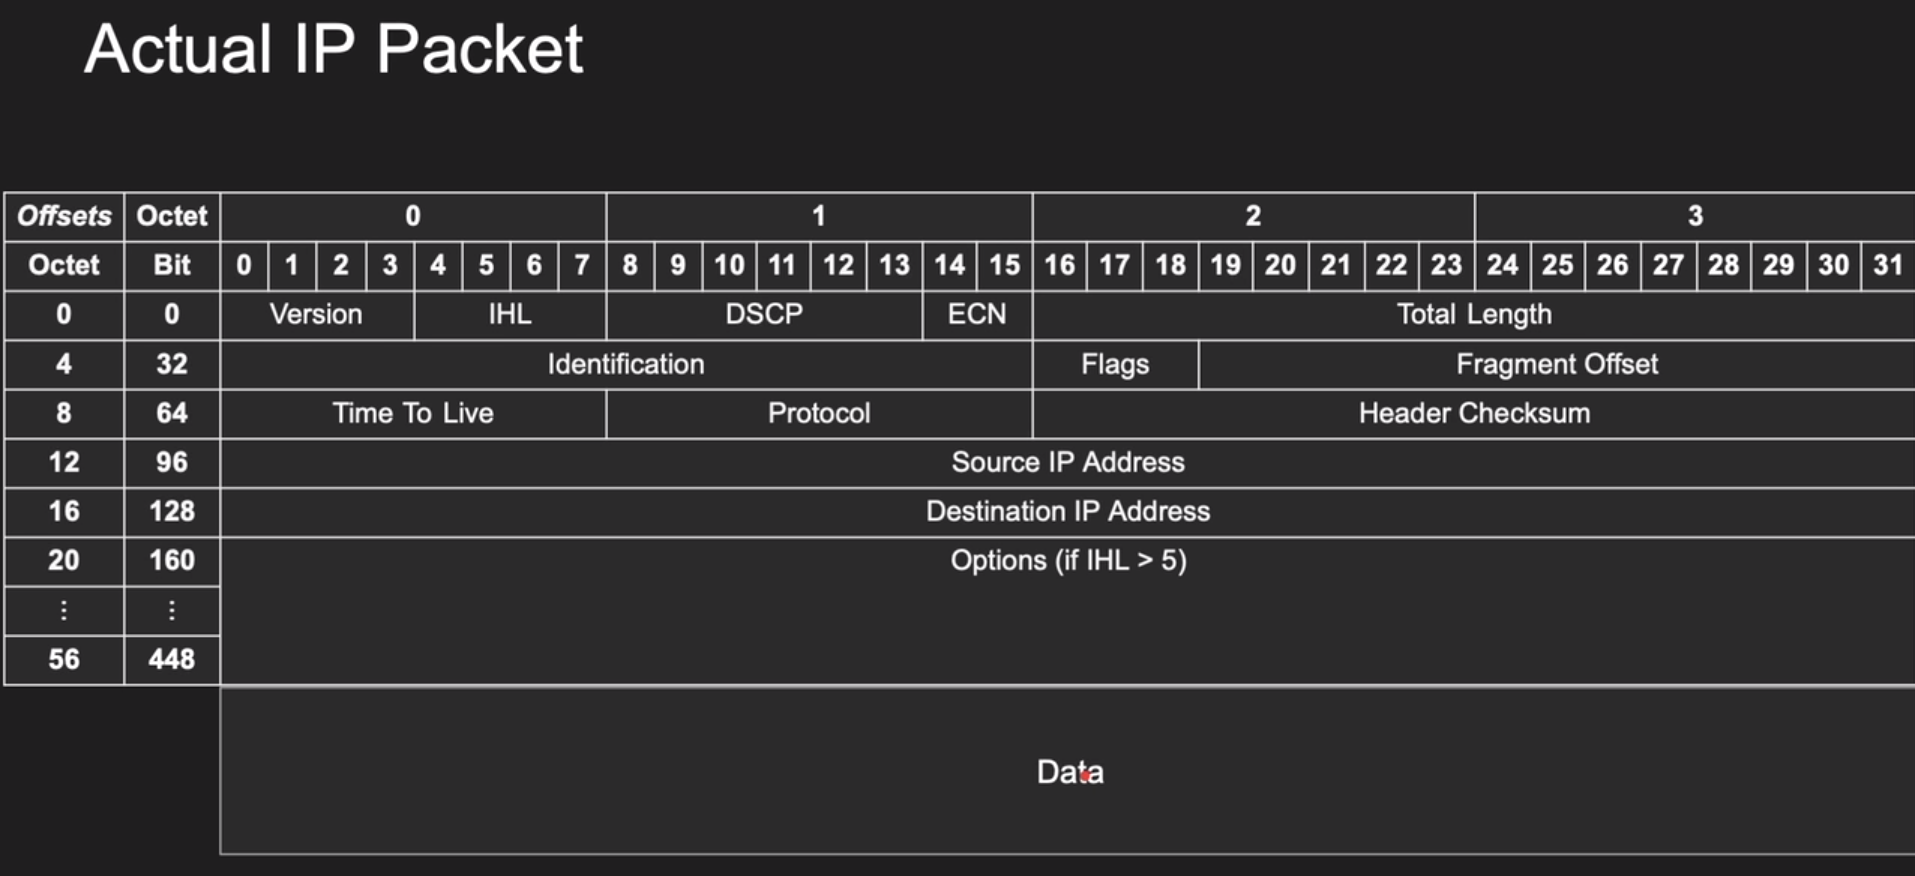 Actual IP Packet
Offsets Octet 0 1 2 3
Octet Bit 0 1 2 3 4 5 6 7 8 9 10 11 12 13 14 15 16 17 18 19 20 21 22 23 24 25 26 27 28 29 30 31
0 0 Version IHL DSCP ECN Total Length
4 32 Identification Flags Fragment Offset
8 64 Time To Live Protocol Header Checksum
12 96 Source IP Address
16 128 Destination IP Address
20 160 Options (if IHL > 5)
⋮ ⋮
56 448
Data